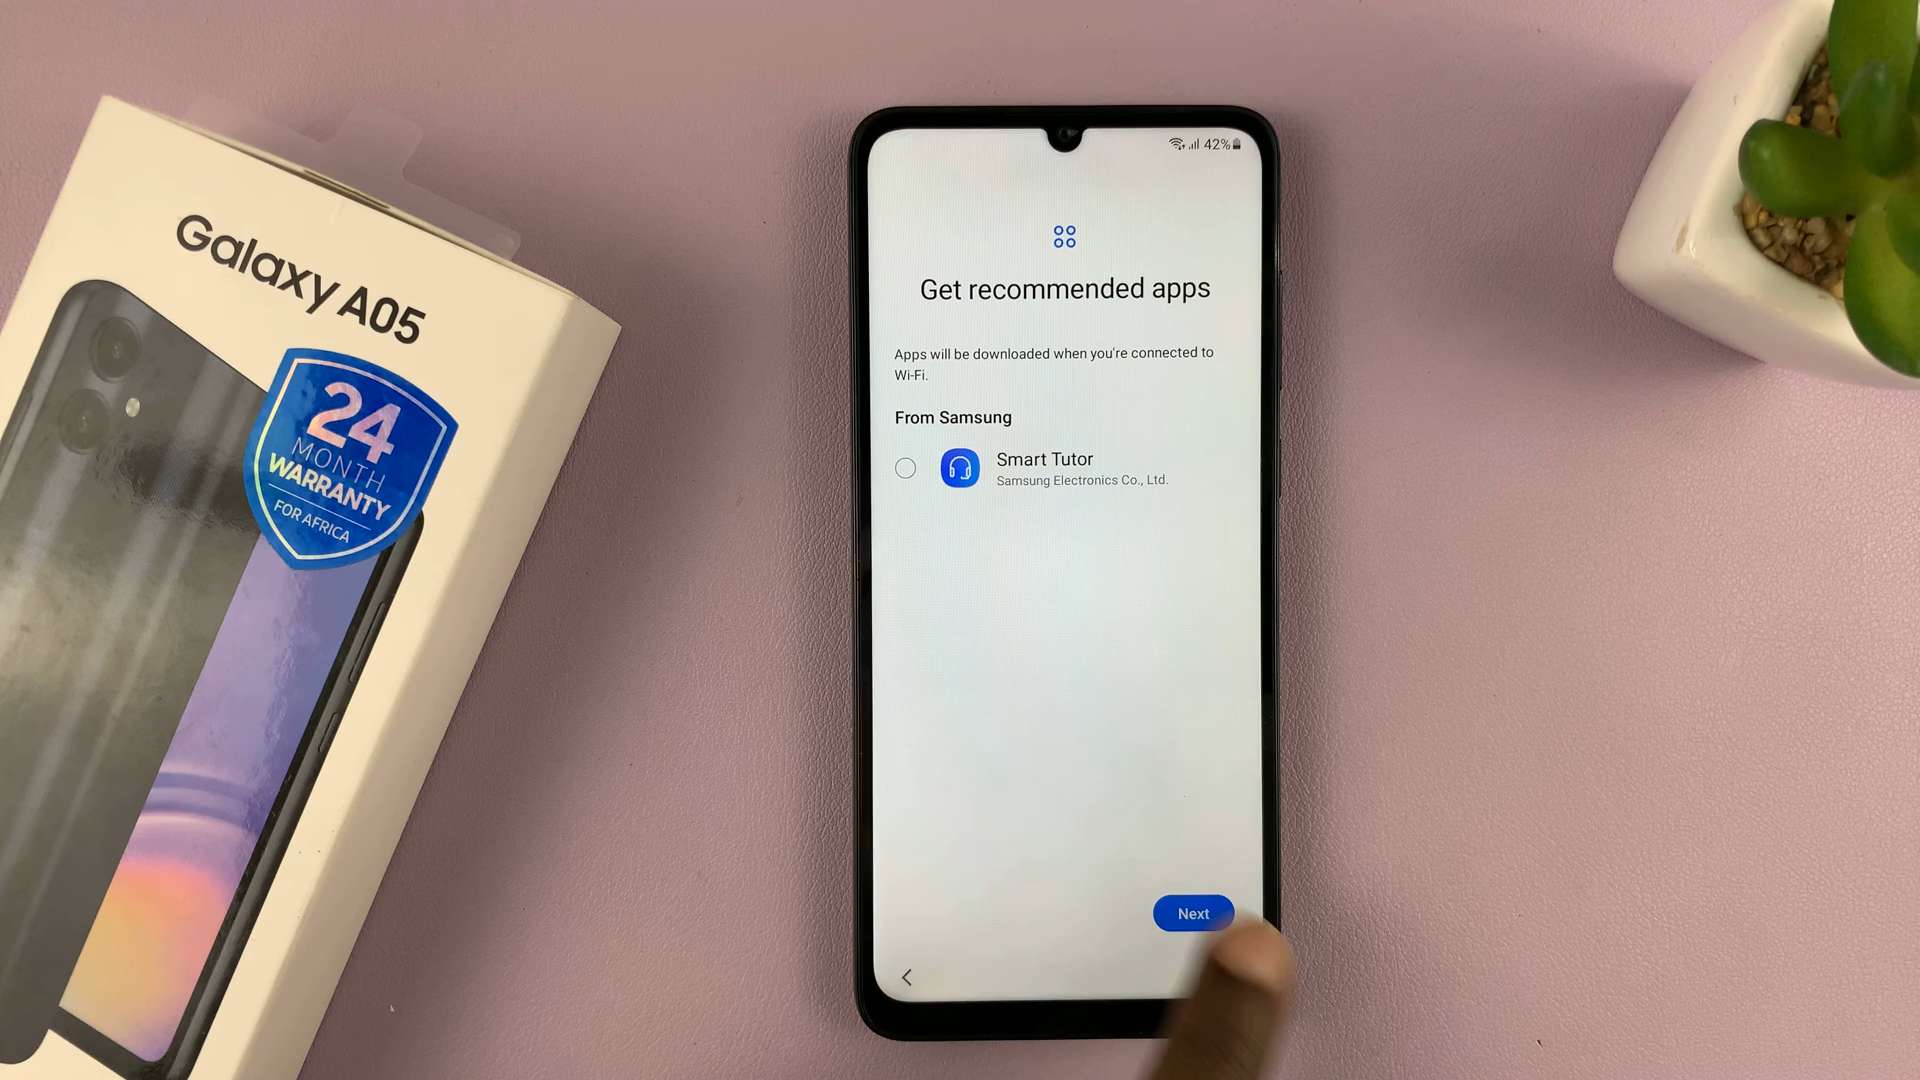 Galaxy A05
24
MONTH
WARRANTY
FOR AFRICA
42%
Get recommended apps
Apps will be downloaded when you're connected to
Wi-Fi.
From Samsung
Smart Tutor
Samsung Electronics Co., Ltd.
Next